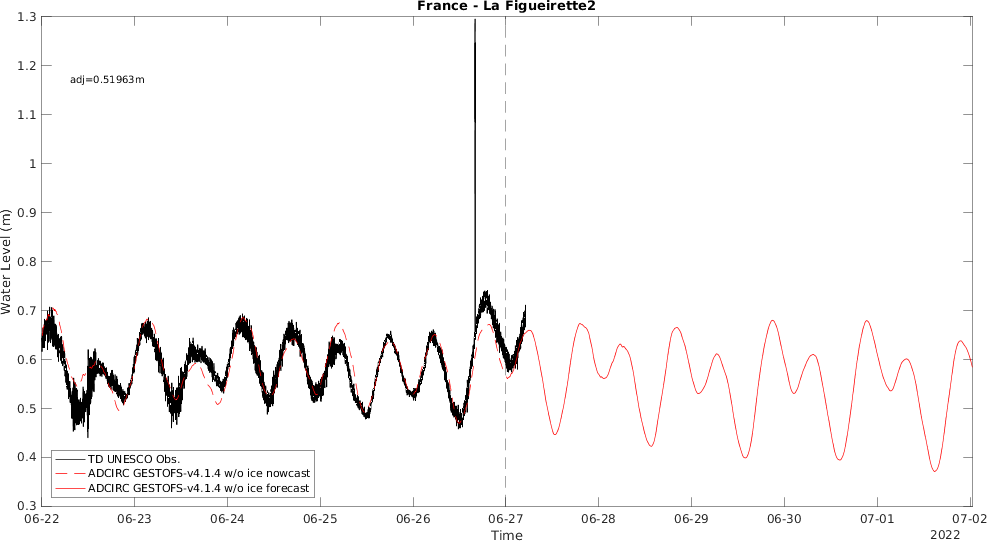 France - La Figueirette2
1.3
1.2
1.1
1
0.9
0.8
0.7
0.6
0.5
0.4
0.3
Water Level (m)
adj=0.51963m
TD UNESCO Obs.
ADCIRC GESTOFS-v4.1.4 w/o ice nowcast
ADCIRC GESTOFS-v4.1.4 w/o ice forecast
06-22 06-23 06-24 06-25 06-26 06-27 06-28 06-29 06-30 07-01 07-02
Time
2022